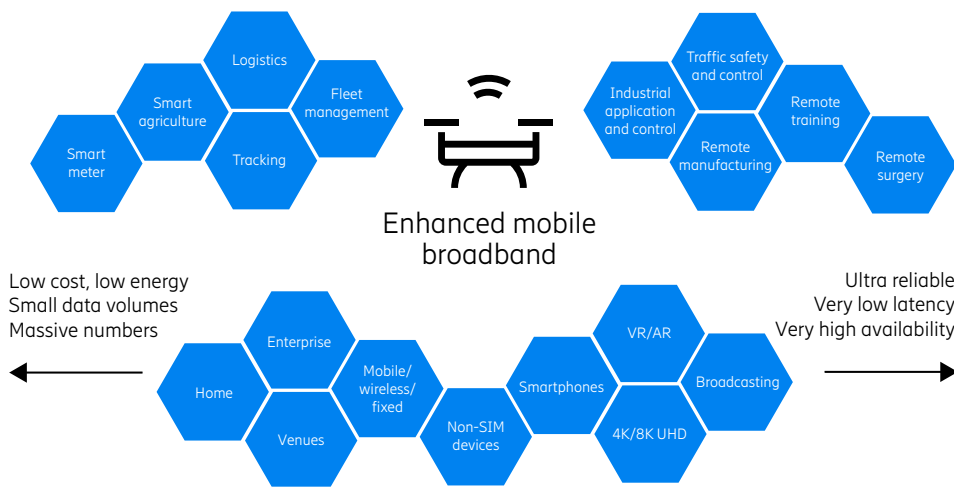 Logistics
Smart
agriculture
Fleet
management
Smart
meter
Tracking
Traffic safety
and control
Industrial
application
and control
Remote
training
Remote
manufacturing
Remote
surgery
Enhanced mobile
broadband
Low cost, low energy
Small data volumes
Massive numbers
Ultra reliable
Very low latency
Very high availability
Enterprise
Home
Mobile/
wireless/
fixed
Venues
Non-SIM
devices
Smartphones
VR/AR
4K/8K UHD
Broadcasting